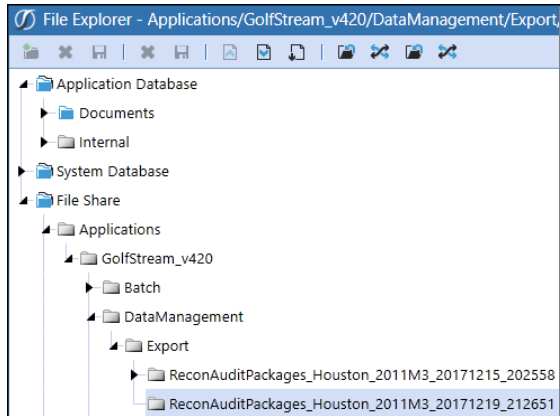 File Explorer - Applications/GolfStream_v420/DataManagement/Export/
Application Database
Documents
Internal
System Database
File Share
Applications
GolfStream_v420
Batch
DataManagement
Export
ReconAuditPackages_Houston_2011M3_20171215_202558
ReconAuditPackages_Houston_2011M3_20171219_212651